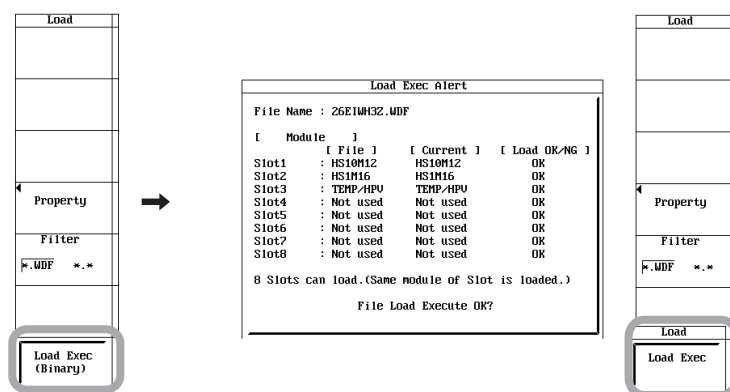 Load
Property
Filter
*.WDF *.*
Load Exec
(Binary)
Load Exec Alert
File Name : 26EIWH3Z.WDF
[ Module ]
[ File ] [ Current ] [ Load OK/NG ]
Slot1 : HS10M12 HS10M12 OK
Slot2 : HS1M16 HS1M16 OK
Slot3 : TEMP/HPV TEMP/HPV OK
Slot4 : Not used Not used OK
Slot5 : Not used Not used OK
Slot6 : Not used Not used OK
Slot7 : Not used Not used OK
Slot8 : Not used Not used OK
8 Slots can load.(Same module of Slot is loaded.)
File Load Execute OK?
Load
Property
Filter
*.WDF *.*
Load
Load Exec